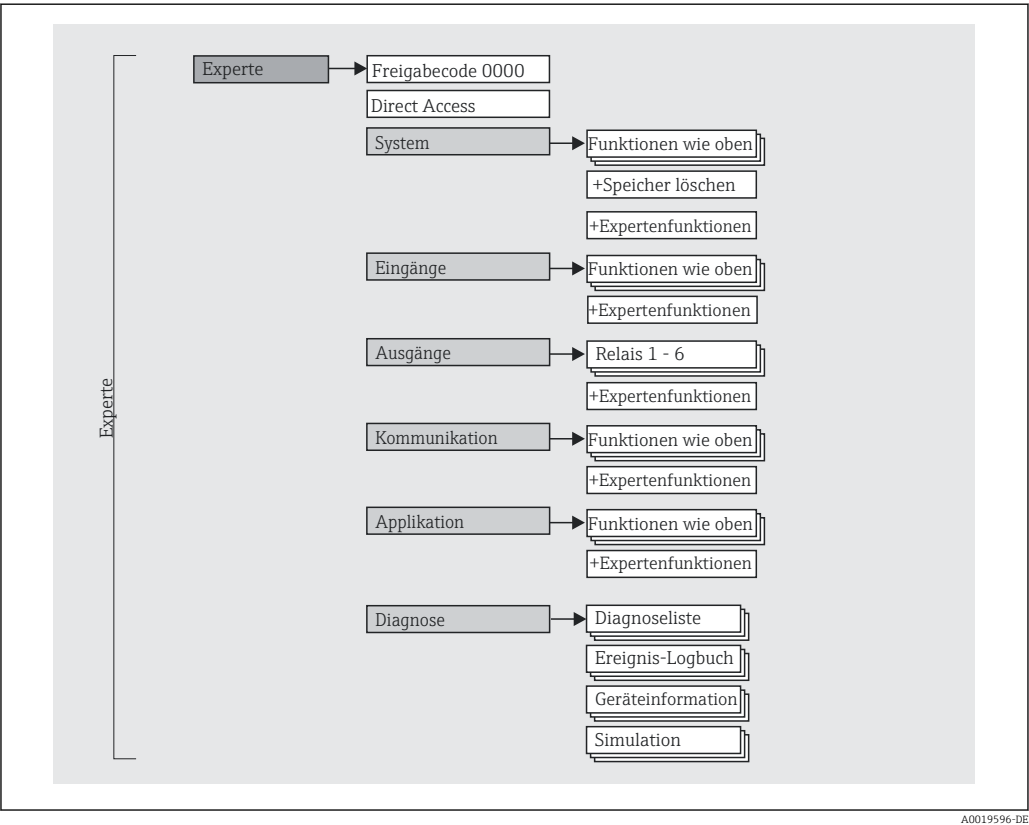 Experte
Experte
Freigabecode 0000
Direct Access
System
Funktionen wie oben
+Speicher löschen
+Expertenfunktionen
Eingänge
Funktionen wie oben
+Expertenfunktionen
Ausgänge
Relais 1 - 6
+Expertenfunktionen
Kommunikation
Funktionen wie oben
+Expertenfunktionen
Applikation
Funktionen wie oben
+Expertenfunktionen
Diagnose
Diagnoseliste
Ereignis-Logbuch
Geräteinformation
Simulation
A0019596-DE